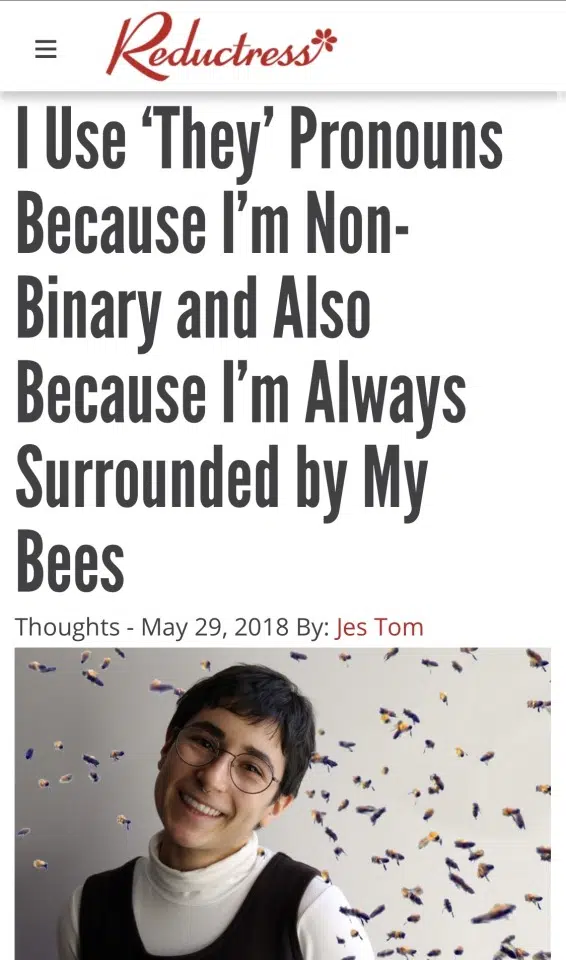 Reductress
I Use ‘They’ Pronouns
Because I’m Non-
Binary and Also
Because I’m Always
Surrounded by My
Bees
Thoughts - May 29, 2018 By: Jes Tom